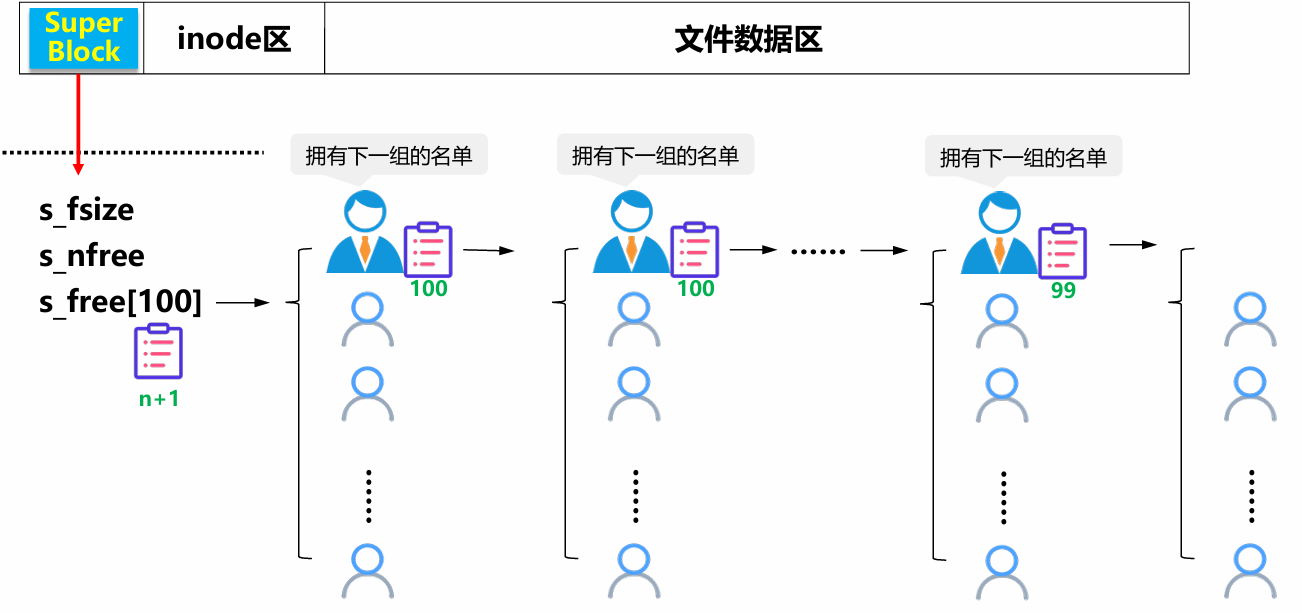 Super
Block
inode区
文件数据区
拥有下一组的名单
拥有下一组的名单
拥有下一组的名单
s_fsize
s_nfree
s_free[100]
n+1
100
100
······
99